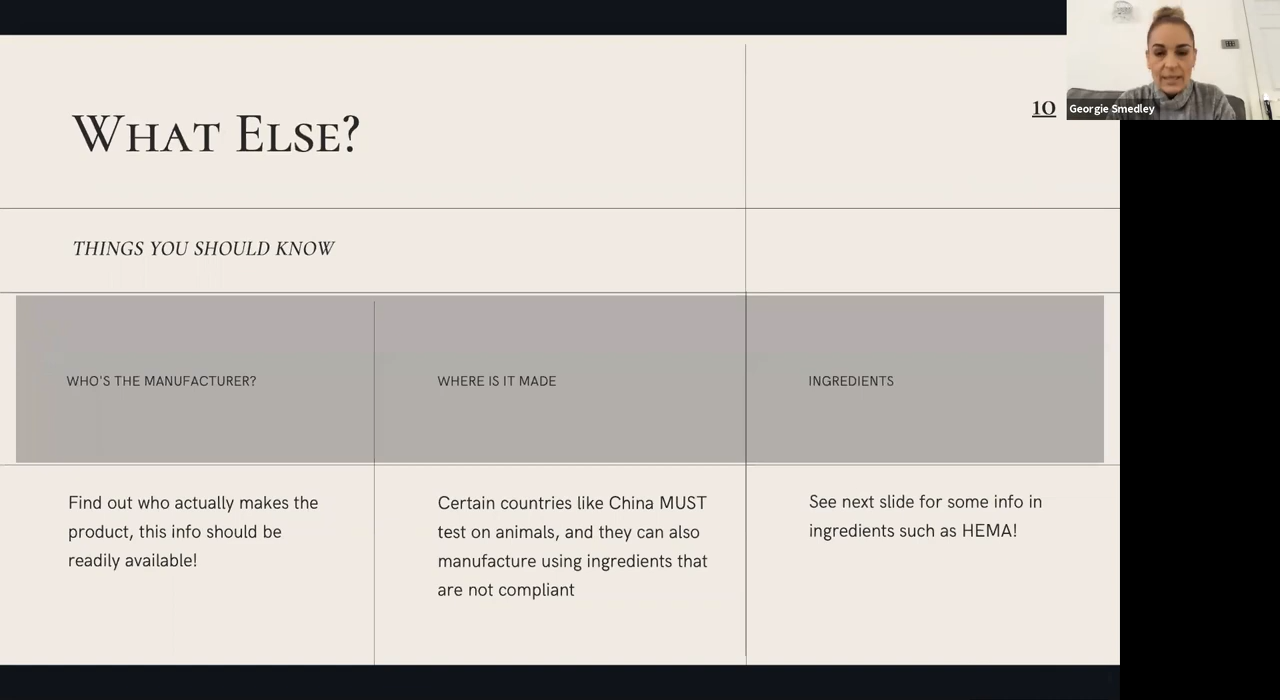 WHAT ELSE?
10
Georgie Smedley
THINGS YOU SHOULD KNOW
WHO'S THE MANUFACTURER?
WHERE IS IT MADE
INGREDIENTS
Find out who actually makes the
product, this info should be
readily available!
Certain countries like China MUST
test on animals, and they can also
manufacture using ingredients that
are not compliant
See next slide for some info in
ingredients such as HEMA!